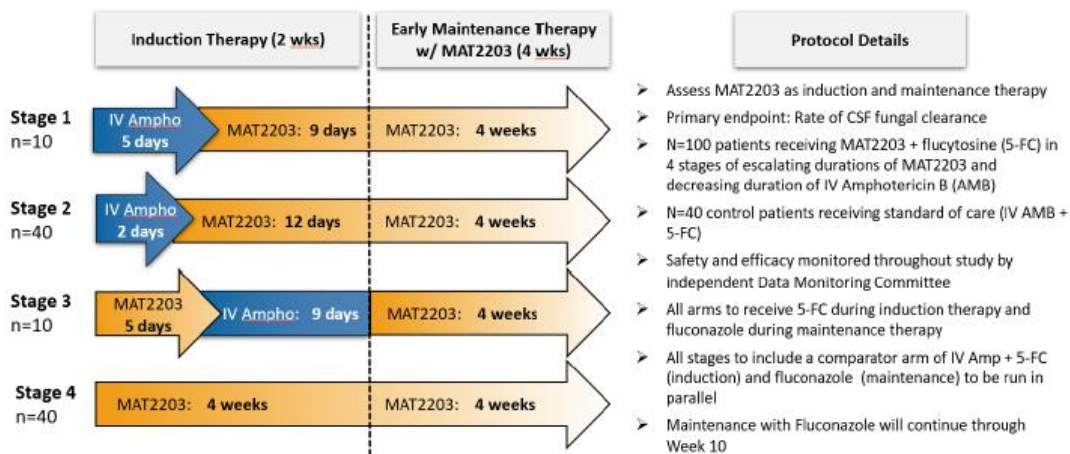 Induction Therapy (2 wks)
Early Maintenance Therapy
w/ MAT2203 (4 wks)
Protocol Details
Stage 1
n=10
IV Ampho
5 days
MAT2203: 9 days
MAT2203: 4 weeks
Stage 2
n=40
IV Ampho
2 days
MAT2203: 12 days
MAT2203: 4 weeks
Stage 3
n=10
MAT2203
5 days
IV Ampho: 9 days
MAT2203: 4 weeks
Stage 4
n=40
MAT2203: 4 weeks
MAT2203: 4 weeks
➢ Assess MAT2203 as induction and maintenance therapy
➢ Primary endpoint: Rate of CSF fungal clearance
➢ N=100 patients receiving MAT2203 + flucytosine (5-FC) in
4 stages of escalating durations of MAT2203 and
decreasing duration of IV Amphotericin B (AMB)
➢ N=40 control patients receiving standard of care (IV AMB +
5-FC)
➢ Safety and efficacy monitored throughout study by
independent Data Monitoring Committee
➢ All arms to receive 5-FC during induction therapy and
fluconazole during maintenance therapy
➢ All stages to include a comparator arm of IV Amp + 5-FC
(induction) and fluconazole (maintenance) to be run in
parallel
➢ Maintenance with Fluconazole will continue through
Week 10